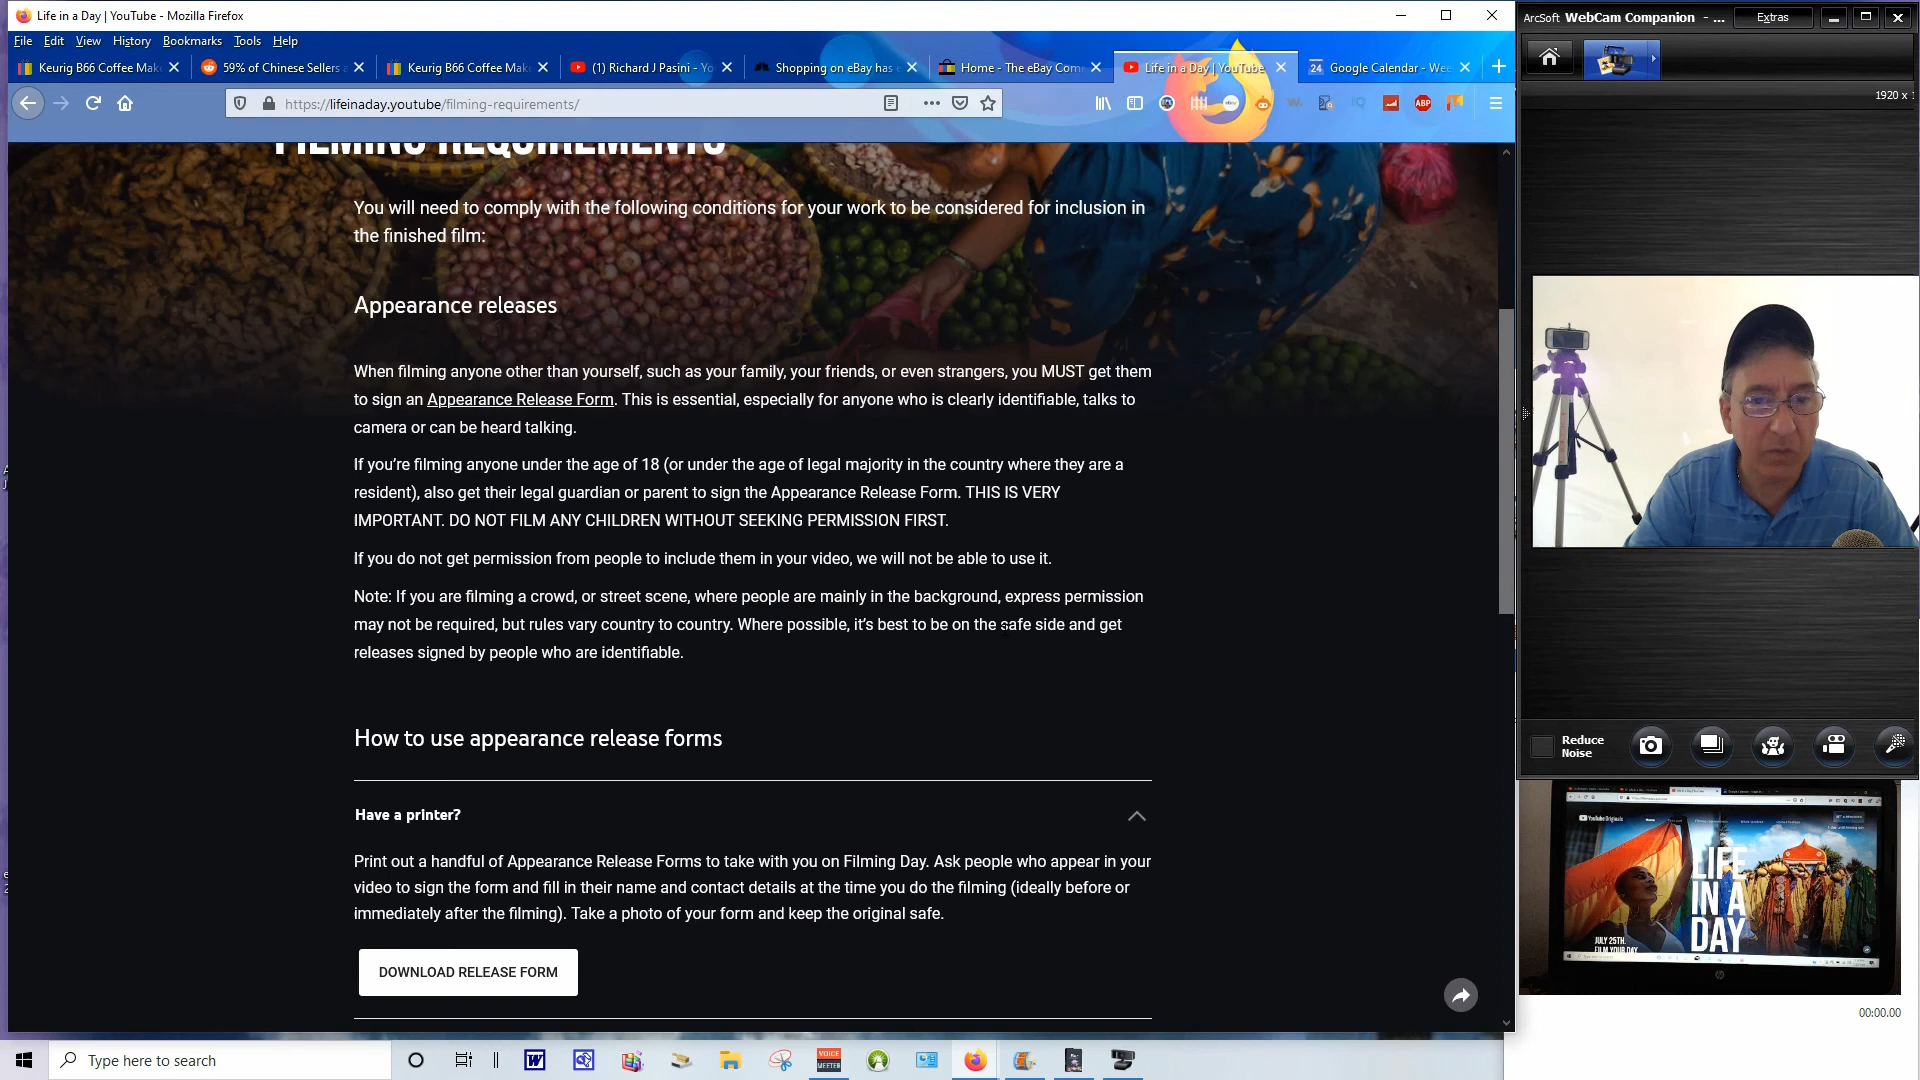 Life in a Day | YouTube - Mozilla Firefox
File Edit View History Bookmarks Tools Help
Keurig B66 Coffee Mak
59% of Chinese Sellers a
Keurig B66 Coffee Mak
(1) Richard J Pasini - Yo
Shopping on eBay has
Home - The eBay Com
Life in a Day | YouTube
24 Google Calendar - Wee
https://lifeinaday.youtube/filming-requirements/
ABP
FILMING REQUIREMENTS
You will need to comply with the following conditions for your work to be considered for inclusion in
the finished film:
Appearance releases
When filming anyone other than yourself, such as your family, your friends, or even strangers, you MUST get them
to sign an Appearance Release Form. This is essential, especially for anyone who is clearly identifiable, talks to
camera or can be heard talking.
If you’re filming anyone under the age of 18 (or under the age of legal majority in the country where they are a
resident), also get their legal guardian or parent to sign the Appearance Release Form. THIS IS VERY
IMPORTANT. DO NOT FILM ANY CHILDREN WITHOUT SEEKING PERMISSION FIRST.
If you do not get permission from people to include them in your video, we will not be able to use it.
Note: If you are filming a crowd, or street scene, where people are mainly in the background, express permission
may not be required, but rules vary country to country. Where possible, it’s best to be on the safe side and get
releases signed by people who are identifiable.
How to use appearance release forms
Have a printer?
Print out a handful of Appearance Release Forms to take with you on Filming Day. Ask people who appear in your
video to sign the form and fill in their name and contact details at the time you do the filming (ideally before or
immediately after the filming). Take a photo of your form and keep the original safe.
DOWNLOAD RELEASE FORM
Type here to search
VOICE
MEETER
ArcSoft WebCam Companion - ...
Extras
1920 x
Reduce
Noise
YouTube Originals
LIFE
IN A
DAY
JULY 25TH.
FILM YOUR DAY
00:00.00